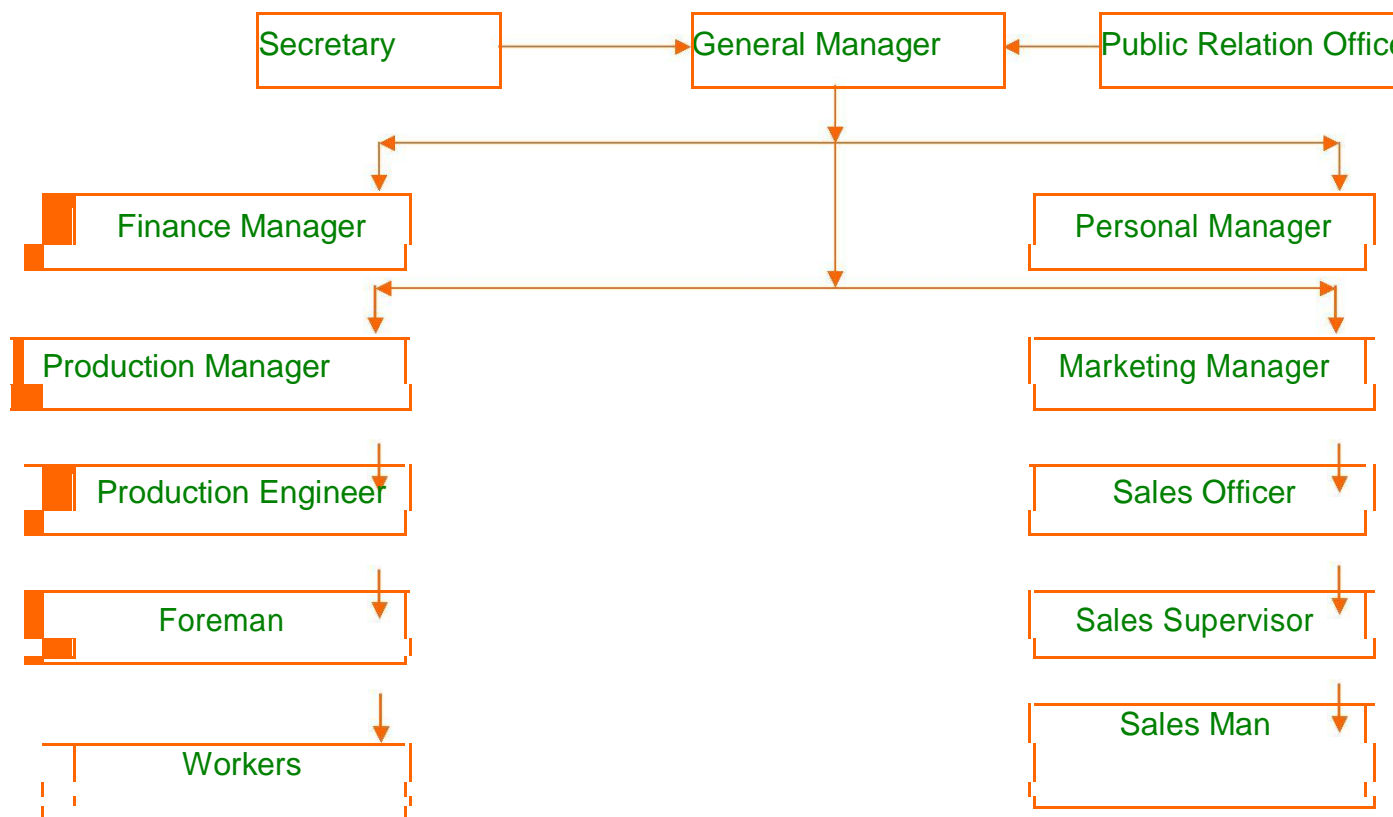 Secretary
General Manager
Public Relation Office
Finance Manager
Personal Manager
Production Manager
Marketing Manager
Production Engineer
Sales Officer
Foreman
Sales Supervisor
Workers
Sales Man